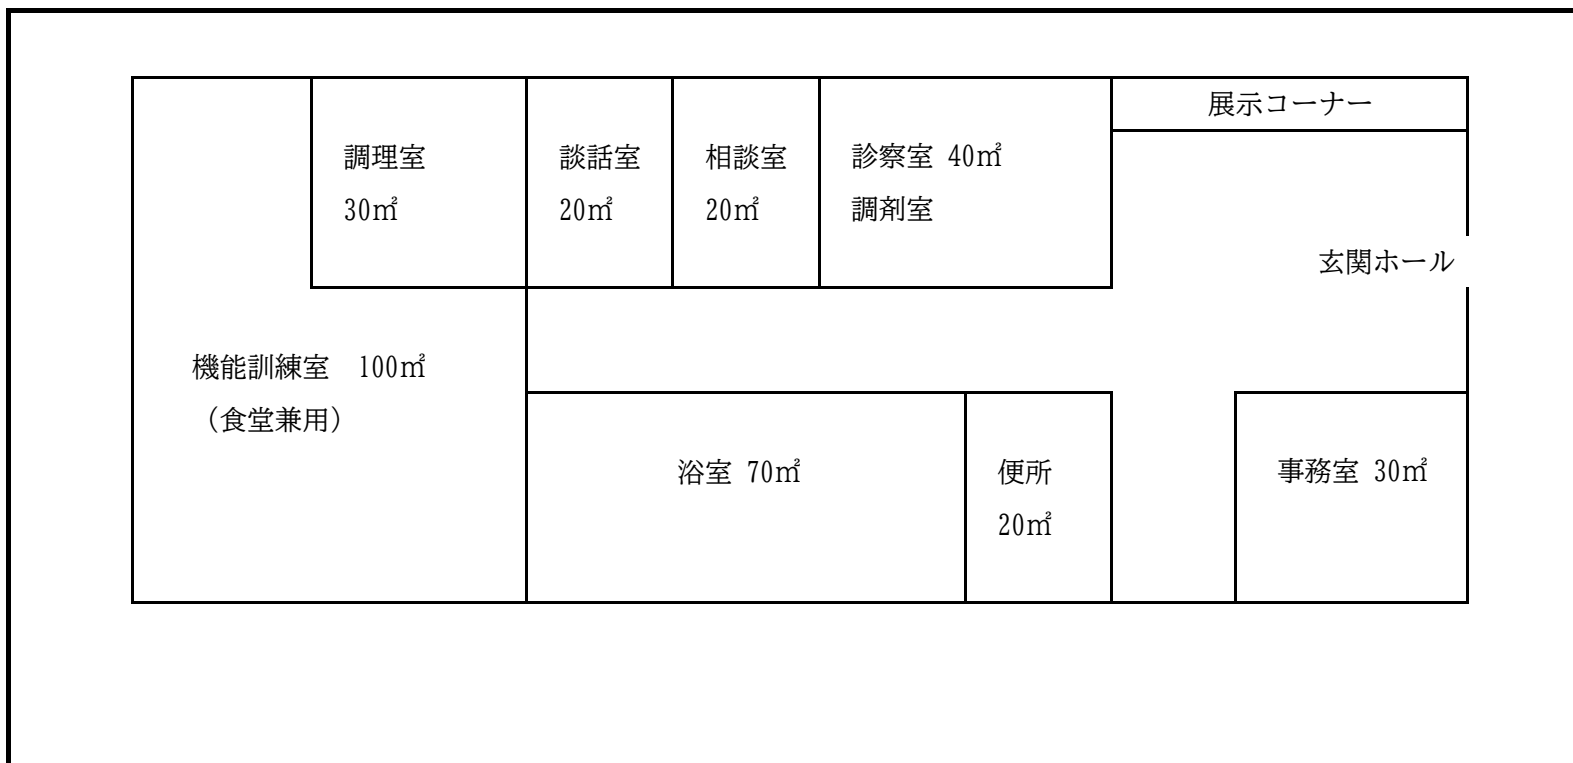 展示コーナー
調理室
30㎡
談話室
20㎡
相談室
20㎡
診察室 40㎡
調剤室
玄関ホール
機能訓練室　100㎡
（食堂兼用）
浴室 70㎡
便所
20㎡
事務室 30㎡